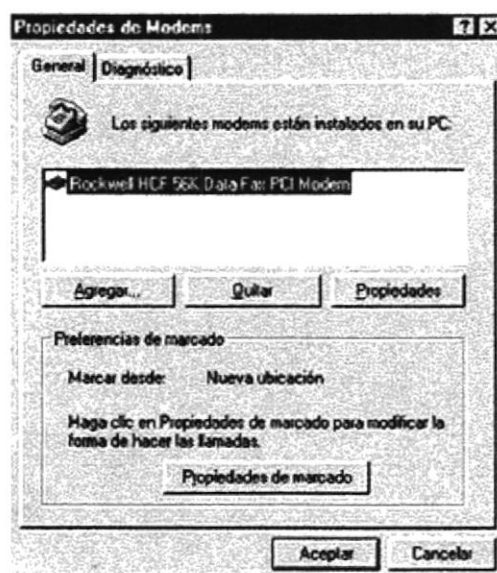 Propiedades de Modems
General
Diagnóstico
Los siguientes modems están instalados en su PC:
Rockwell HCF 56K Data Fax PCI Modem
Agregar...
Quitar
Propiedades
Preferencias de marcado
Marcar desde: Nueva ubicación
Haga clic en Propiedades de marcado para modificar la
forma de hacer las llamadas.
Propiedades de marcado
Aceptar
Cancelar